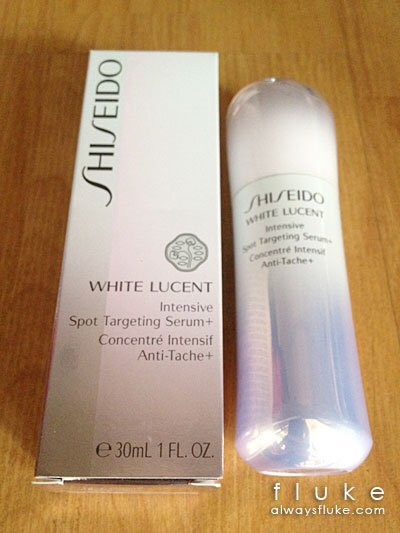 SHISEIDO
WHITE LUCENT
Intensive
Spot Targeting Serum+
Concentré Intensif
Anti-Tache+
℮ 30mL 1 FL. OZ.
SHISEIDO
WHITE LUCENT
Intensive
Spot Targeting Serum+
Concentré Intensif
Anti-Tache+
fluke
alwaysfluke.com